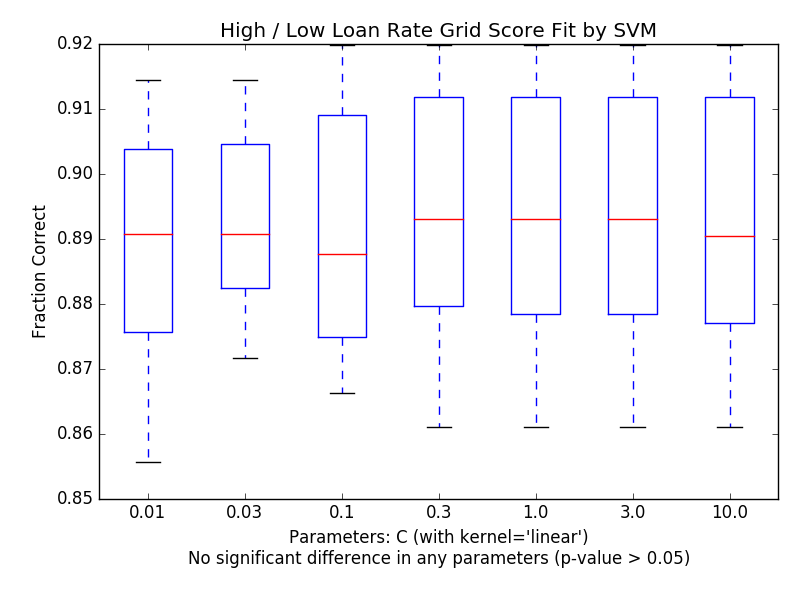 High / Low Loan Rate Grid Score Fit by SVM
0.92
0.91
0.90
0.89
0.88
0.87
0.86
0.85
Fraction Correct
0.01 0.03 0.1 0.3 1.0 3.0 10.0
Parameters: C (with kernel='linear')
No significant difference in any parameters (p-value > 0.05)